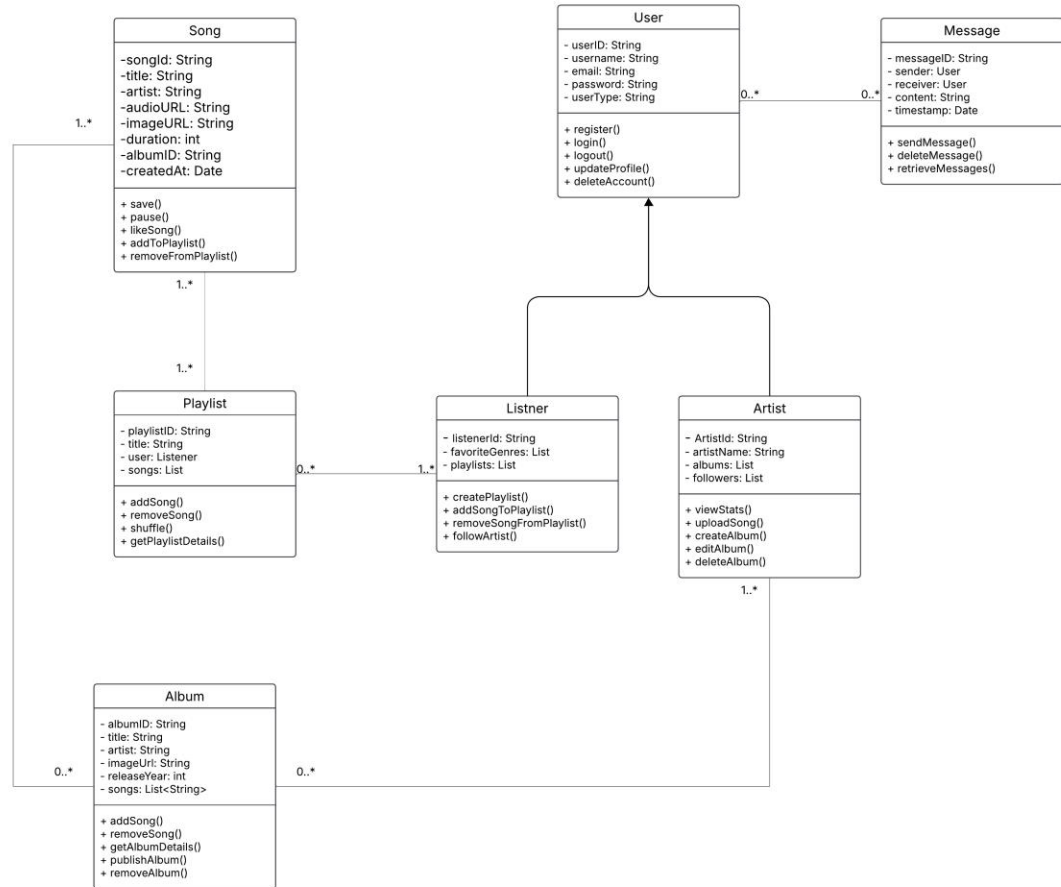 Song
-songId: String
-title: String
-artist: String
-audioURL: String
-imageURL: String
-duration: int
-albumID: String
-createdAt: Date
+ save()
+ pause()
+ likeSong()
+ addToPlaylist()
+ removeFromPlaylist()
1..*
1..*
User
- userID: String
- username: String
- email: String
- password: String
- userType: String
+ register()
+ login()
+ logout()
+ updateProfile()
+ deleteAccount()
0..*
0..*
Message
- messageID: String
- sender: User
- receiver: User
- content: String
- timestamp: Date
+ sendMessage()
+ deleteMessage()
+ retrieveMessages()
1..*
Playlist
- playlistID: String
- title: String
- user: Listener
- songs: List
+ addSong()
+ removeSong()
+ shuffle()
+ getPlaylistDetails()
0..*
1..*
Listner
- listenerId: String
- favoriteGenres: List
- playlists: List
+ createPlaylist()
+ addSongToPlaylist()
+ removeSongFromPlaylist()
+ followArtist()
Artist
- ArtistId: String
- artistName: String
- albums: List
- followers: List
+ viewStats()
+ uploadSong()
+ createAlbum()
+ editAlbum()
+ deleteAlbum()
1..*
Album
- albumID: String
- title: String
- artist: String
- imageUrl: String
- releaseYear: int
- songs: List<String>
+ addSong()
+ removeSong()
+ getAlbumDetails()
+ publishAlbum()
+ removeAlbum()
0..*
0..*